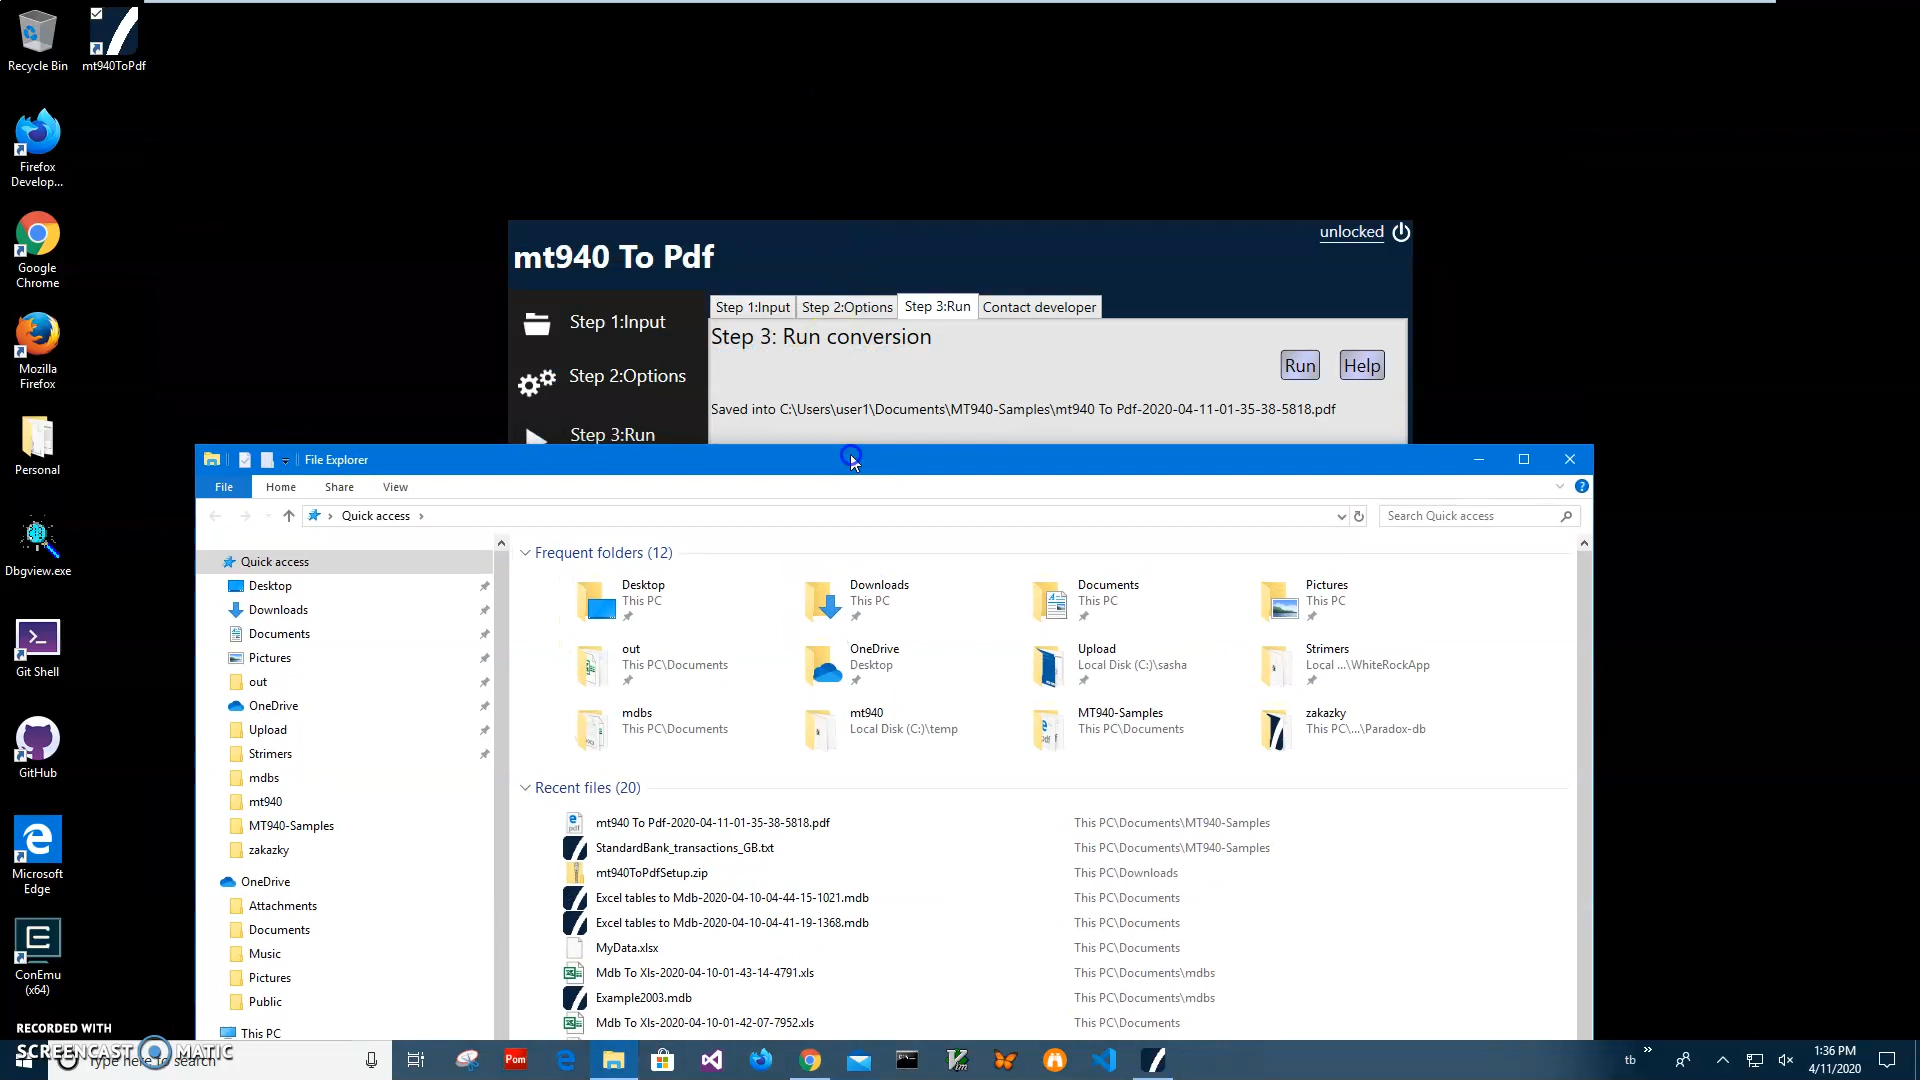 Recycle Bin
mt940ToPdf
Firefox
Develop...
Google
Chrome
Mozilla
Firefox
Personal
Dbgview.exe
Git Shell
GitHub
Microsoft
Edge
ConEmu
(x64)
unlocked
mt940 To Pdf
Step 1:Input
Step 2:Options
Step 3:Run
Step 1:Input Step 2:Options Step 3:Run Contact developer
Step 3: Run conversion
Run Help
Saved into C:\Users\user1\Documents\MT940-Samples\mt940 To Pdf-2020-04-11-01-35-38-5818.pdf
File Explorer
File Home Share View
Quick access
Search Quick access
Quick access
Desktop
Downloads
Documents
Pictures
out
OneDrive
Upload
Strimers
mdbs
mt940
MT940-Samples
zakazky
OneDrive
Attachments
Documents
Music
Pictures
Public
This PC
Frequent folders (12)
Desktop
This PC
Downloads
This PC
Documents
This PC
Pictures
This PC
out
This PC\Documents
OneDrive
Desktop
Upload
Local Disk (C:)\sasha
Strimers
Local ...\WhiteRockApp
mdbs
This PC\Documents
mt940
Local Disk (C:)\temp
MT940-Samples
This PC\Documents
zakazky
This PC\...\Paradox-db
Recent files (20)
mt940 To Pdf-2020-04-11-01-35-38-5818.pdf This PC\Documents\MT940-Samples
StandardBank_transactions_GB.txt This PC\Documents\MT940-Samples
mt940ToPdfSetup.zip This PC\Downloads
Excel tables to Mdb-2020-04-10-04-44-15-1021.mdb This PC\Documents
Excel tables to Mdb-2020-04-10-04-41-19-1368.mdb This PC\Documents
MyData.xlsx This PC\Documents
Mdb To Xls-2020-04-10-01-43-14-4791.xls This PC\Documents\mdbs
Example2003.mdb This PC\Documents\mdbs
Mdb To Xls-2020-04-10-01-42-07-7952.xls This PC\Documents
RECORDED WITH
SCREENCAST MATIC
Type here to search
Pom
tb
1:36 PM
4/11/2020